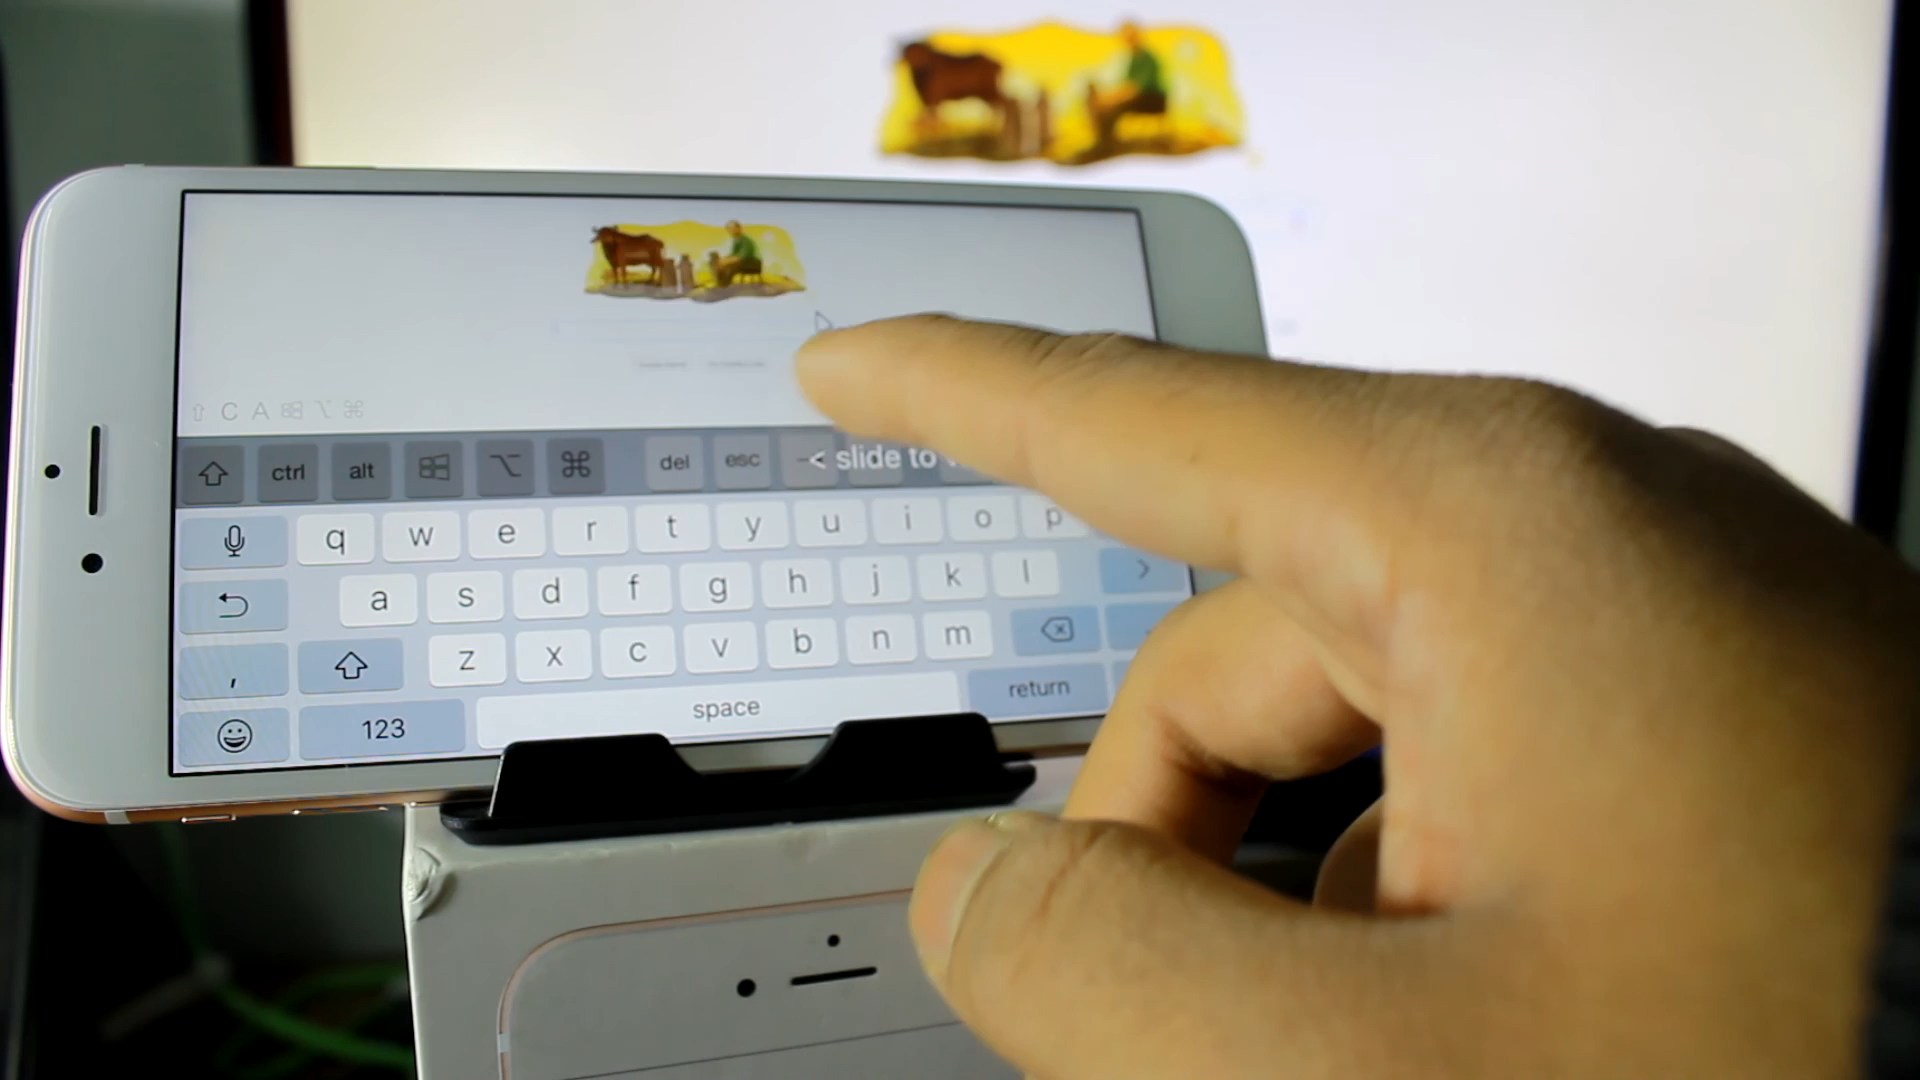 C A
ctrl alt del esc < slide to
q w e r t y u i o p
a s d f g h j k l
, z x c v b n m
123 space return